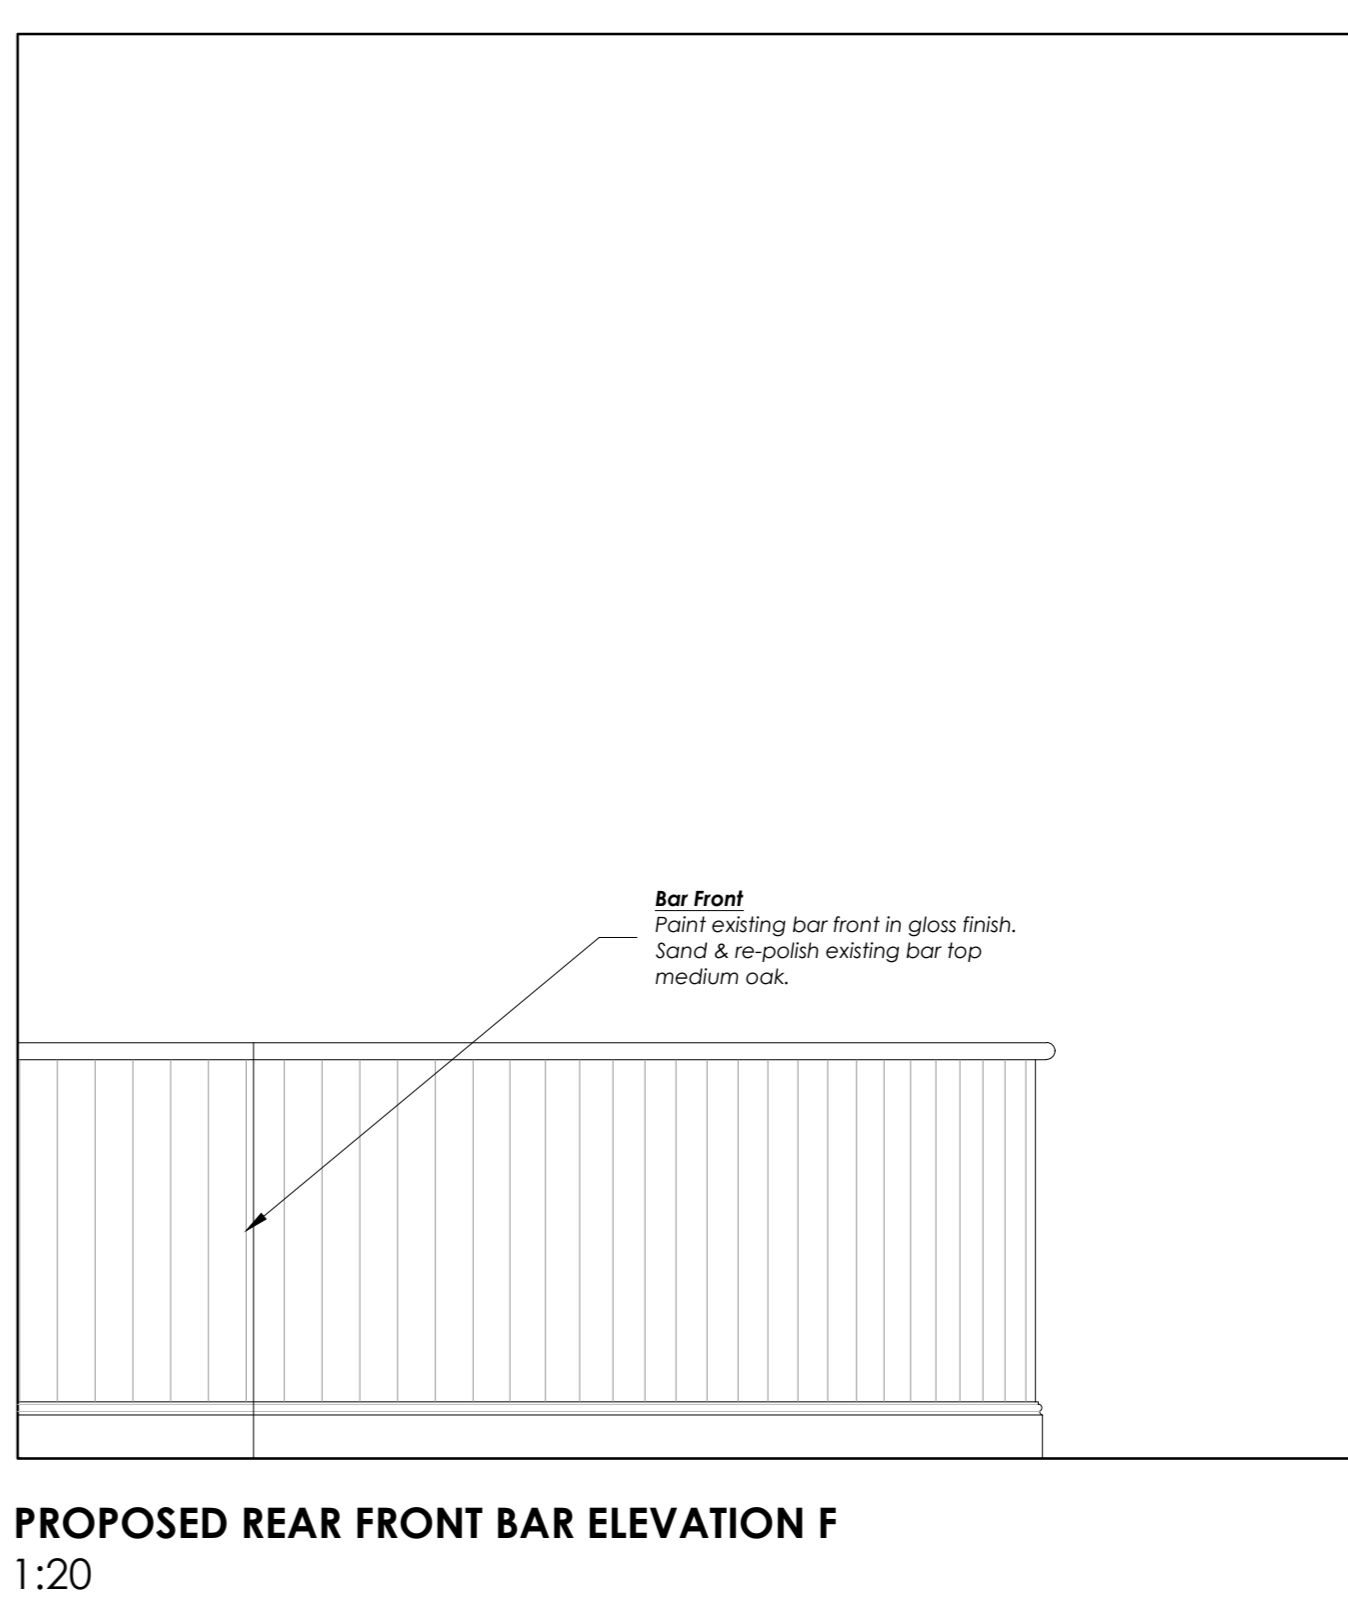 Bar Front
Paint existing bar front in gloss finish.
Sand & re-polish existing bar top
medium oak.
PROPOSED REAR FRONT BAR ELEVATION F
1:20